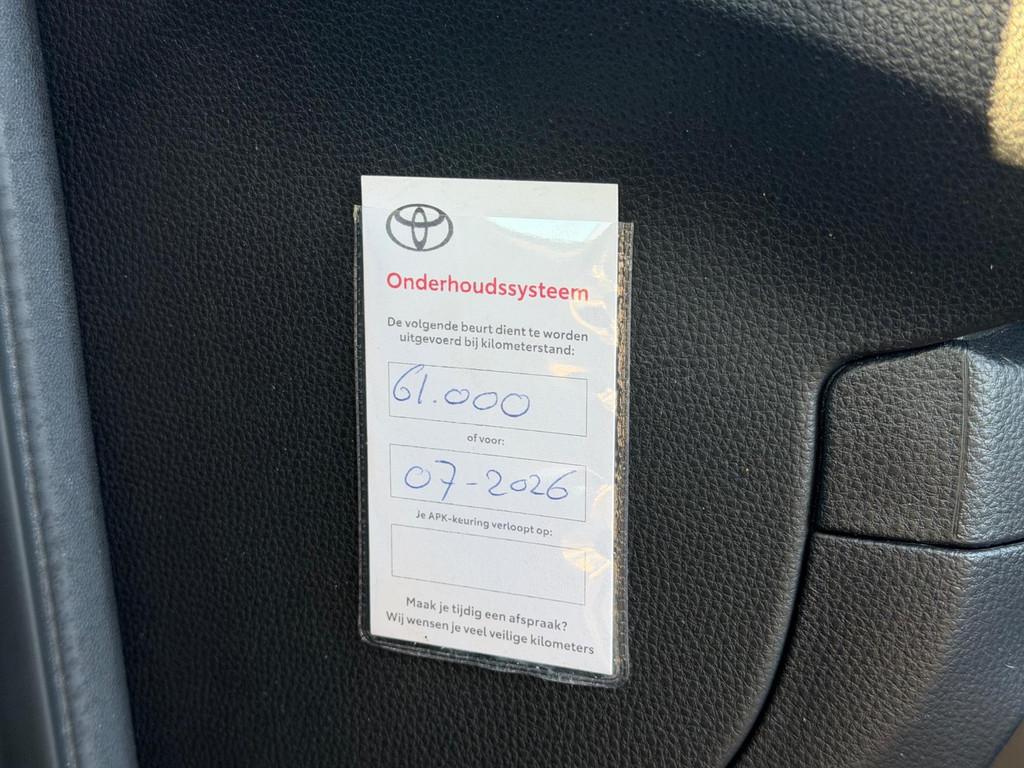 Onderhoudssysteem
De volgende beurt dient te worden
uitgevoerd bij kilometerstand:
61.000
of voor:
07-2026
Je APK-keuring verloopt op:
Maak je tijdig een afspraak?
Wij wensen je veel veilige kilometers